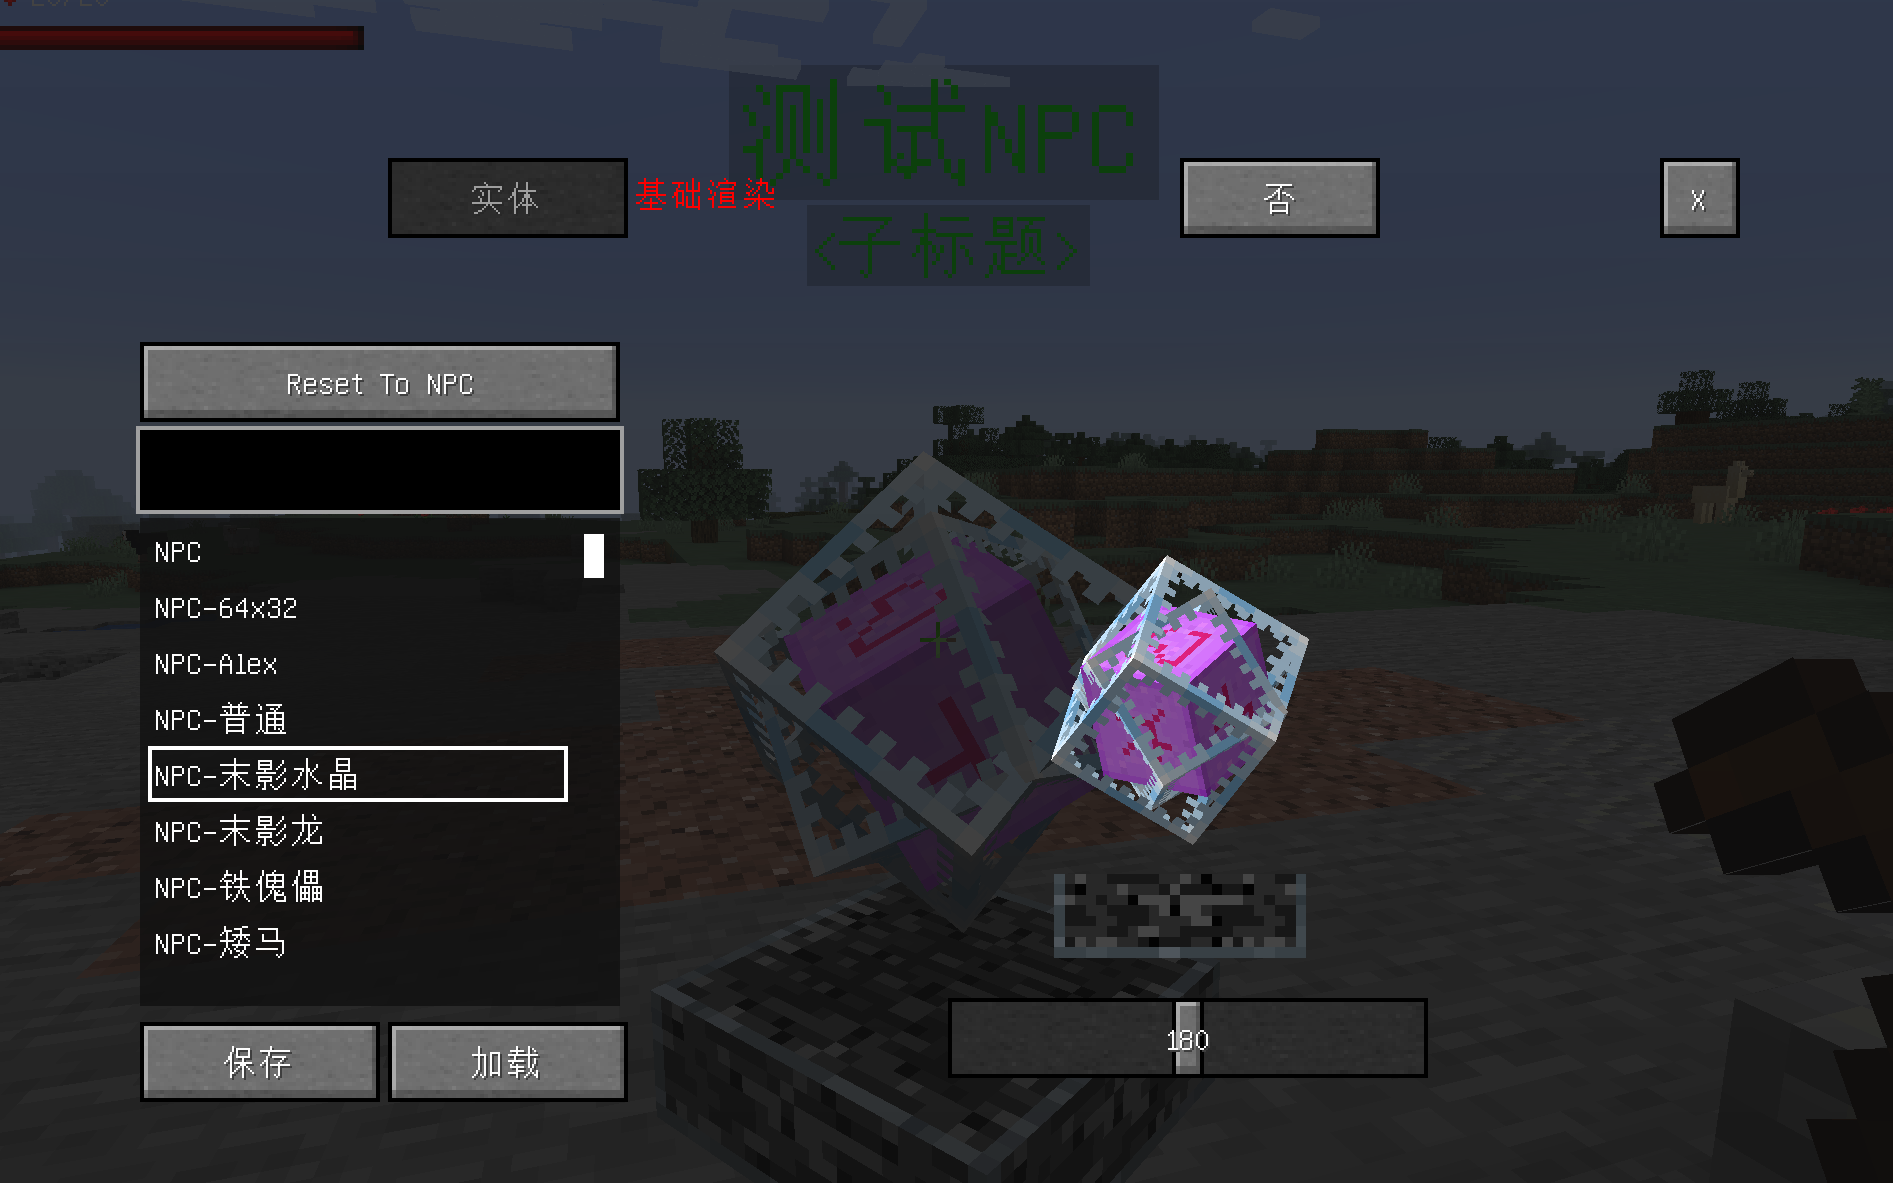 测试NPC
实体
基础渲染
否
X
<子标题>
Reset To NPC
NPC
NPC-64x32
NPC-Alex
NPC-普通
NPC-末影水晶
NPC-末影龙
NPC-铁傀儡
NPC-矮马
180
保存
加载